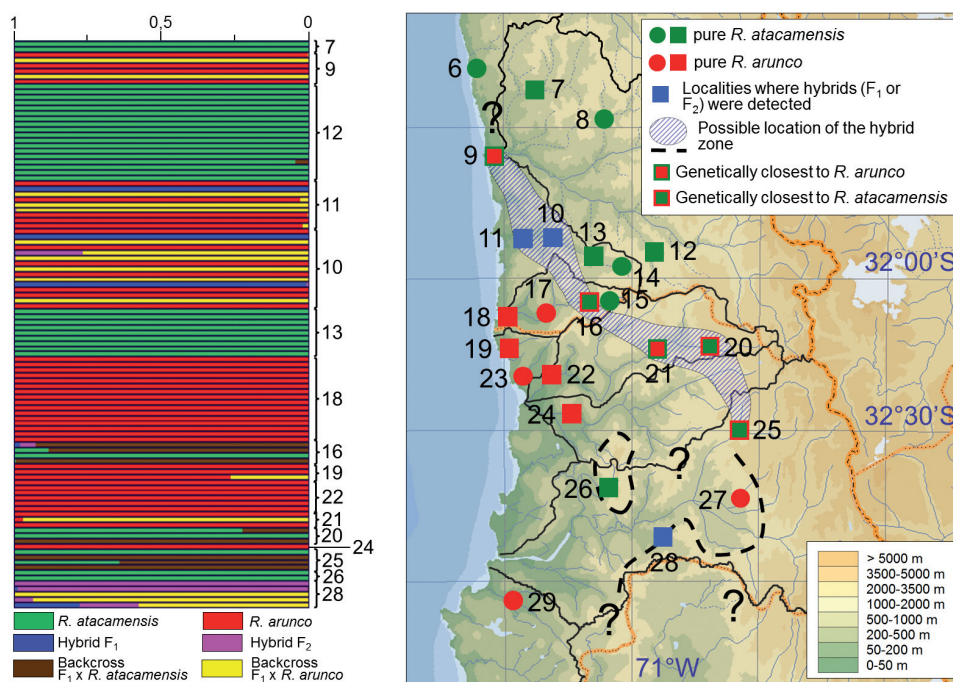 1
0,5
0
7
9
12
11
10
13
18
16
19
22
21
20
24
25
26
28
R. atacamensis
R. arunco
Hybrid F1
Hybrid F2
Backcross
F1 x R. atacamensis
Backcross
F1 x R. arunco
6
7
8
?
9
10
11
13
12
14
17
15
16
18
19
20
21
23
22
24
25
26
?
27
28
29
?
?
32°00'S
32°30'S
71°W
pure R. atacamensis
pure R. arunco
Localities where hybrids (F1 or
F2) were detected
Possible location of the hybrid
zone
Genetically closest to R. arunco
Genetically closest to R. atacamensis
> 5000 m
3500-5000 m
2000-3500 m
1000-2000 m
500-1000 m
200-500 m
50-200 m
0-50 m